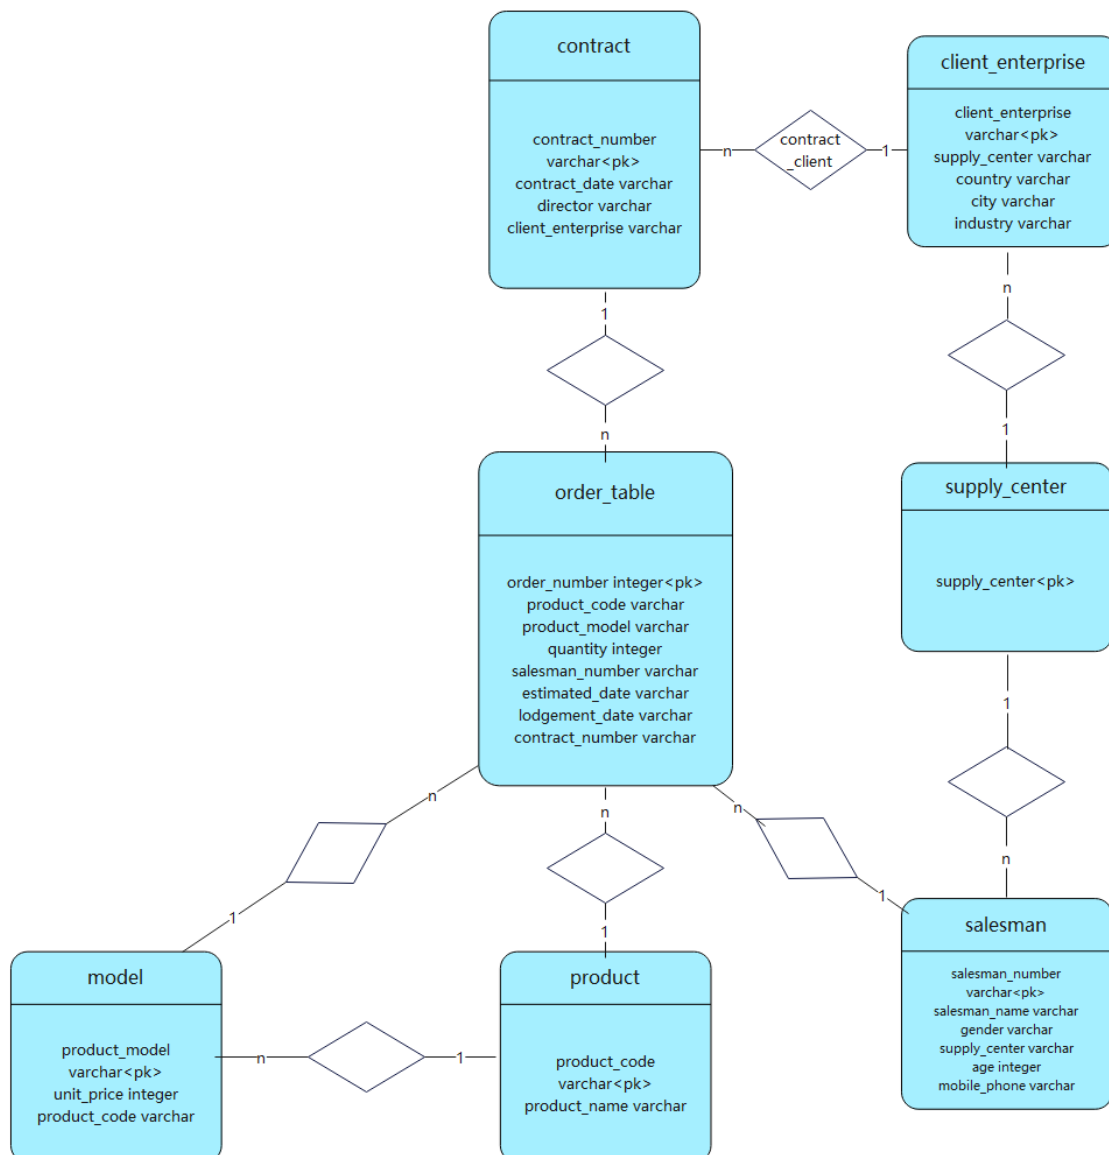 contract
contract_number
varchar<pk>
contract_date varchar
director varchar
client_enterprise varchar
n
contract
_client
1
client_enterprise
client_enterprise
varchar<pk>
supply_center varchar
country varchar
city varchar
industry varchar
1
n
n
1
order_table
order_number integer<pk>
product_code varchar
product_model varchar
quantity integer
salesman_number varchar
estimated_date varchar
lodgement_date varchar
contract_number varchar
supply_center
supply_center<pk>
1
n
n
1
n
1
n
1
n
model
product_model
varchar<pk>
unit_price integer
product_code varchar
n
1
product
product_code
varchar<pk>
product_name varchar
salesman
salesman_number
varchar<pk>
salesman_name varchar
gender varchar
supply_center varchar
age integer
mobile_phone varchar